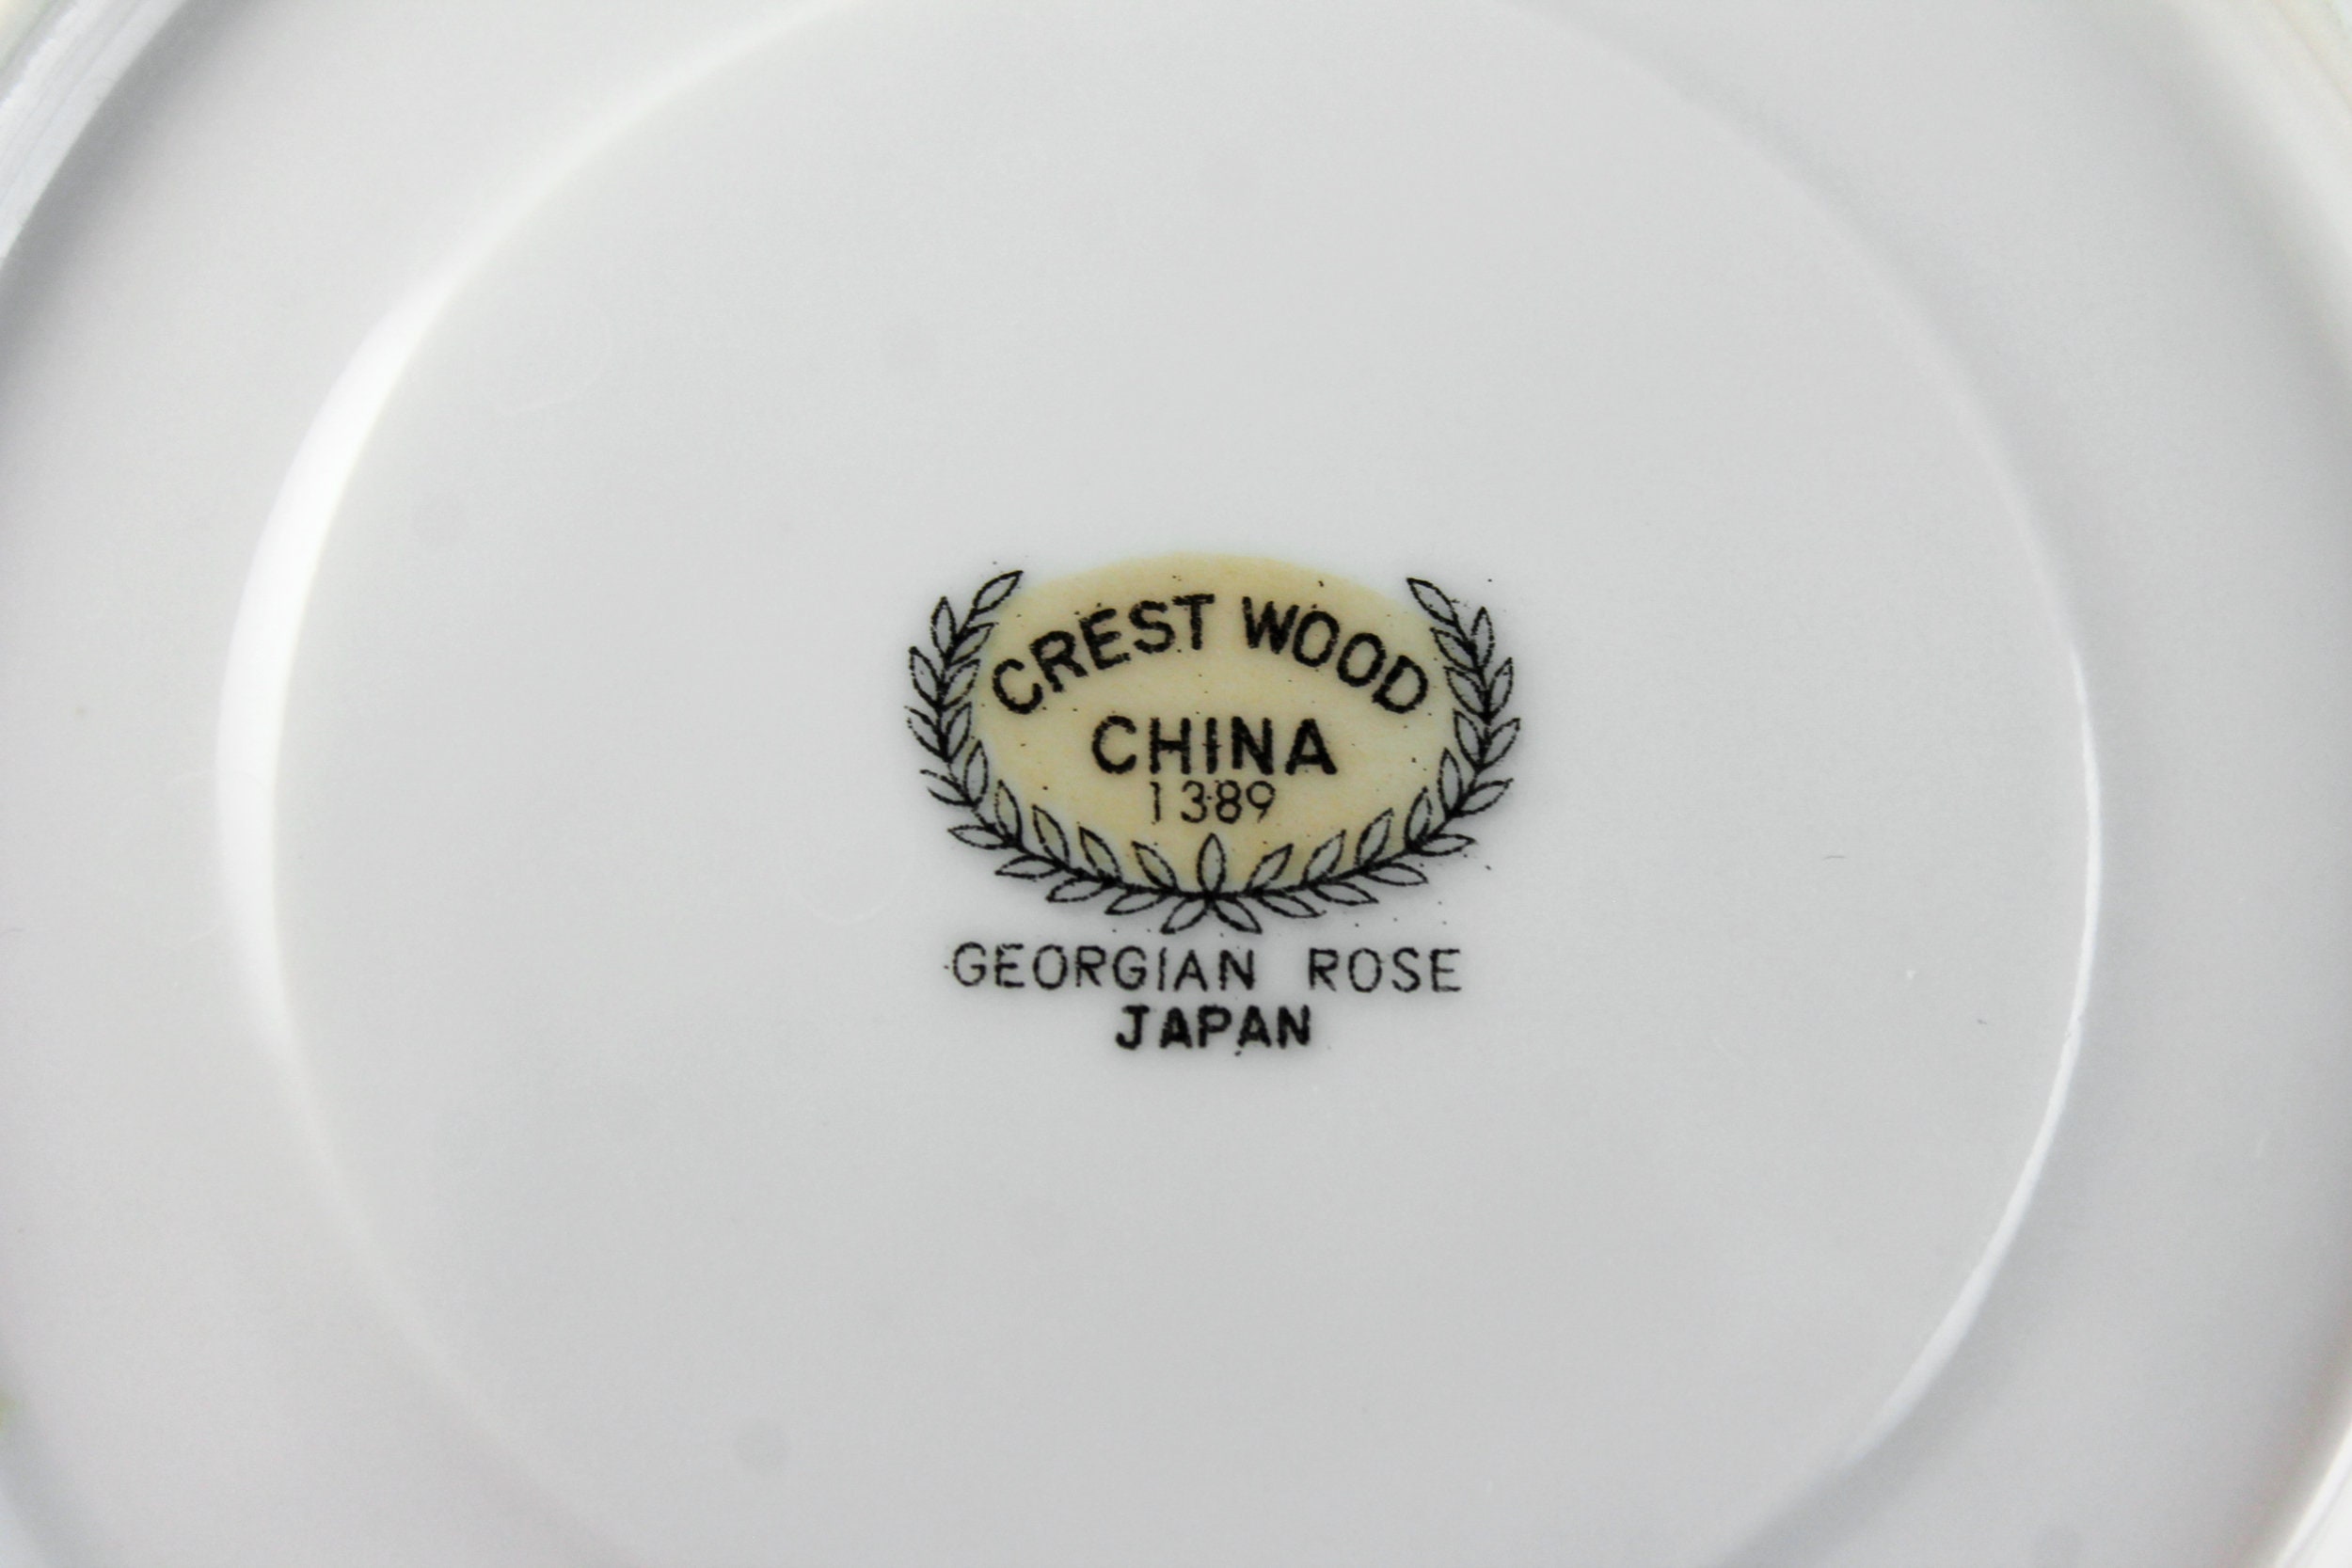 CREST WOOD
CHINA
1389
GEORGIAN ROSE
JAPAN